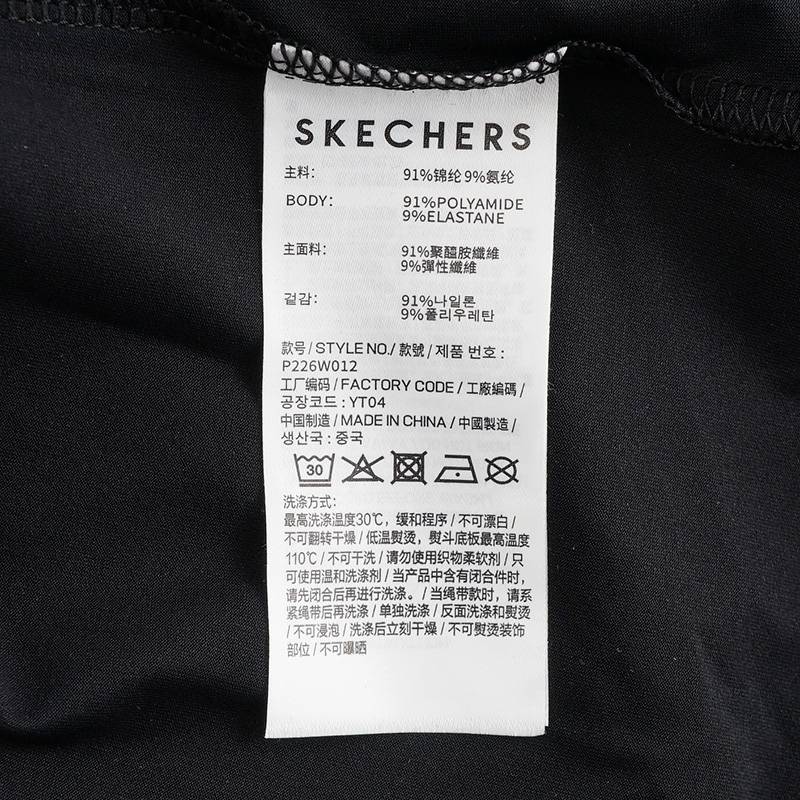 SKECHERS
主料: 91%锦纶 9%氨纶
BODY: 91%POLYAMIDE
9%ELASTANE
主面料: 91%聚醯胺纖維
9%彈性纖維
겉감: 91%나일론
9%폴리우레탄
款号 / STYLE NO./ 款號 / 제품 번호 :
P226W012
工厂编码 / FACTORY CODE / 工廠編碼 /
공장코드 : YT04
中国制造 / MADE IN CHINA / 中國製造 /
생산국 : 중국
30
洗涤方式:
最高洗涤温度30℃，缓和程序 / 不可漂白 /
不可翻转干燥 / 低温熨烫，熨斗底板最高温度
110℃ / 不可干洗 / 请勿使用织物柔软剂 / 只
可使用温和洗涤剂 / 当产品中含有闭合件时，
请先闭合后再进行洗涤。/ 当绳带款时，请系
紧绳带后再洗涤 / 单独洗涤 / 反面洗涤和熨烫
/ 不可浸泡 / 洗涤后立刻干燥 / 不可熨烫装饰
部位 / 不可曝晒